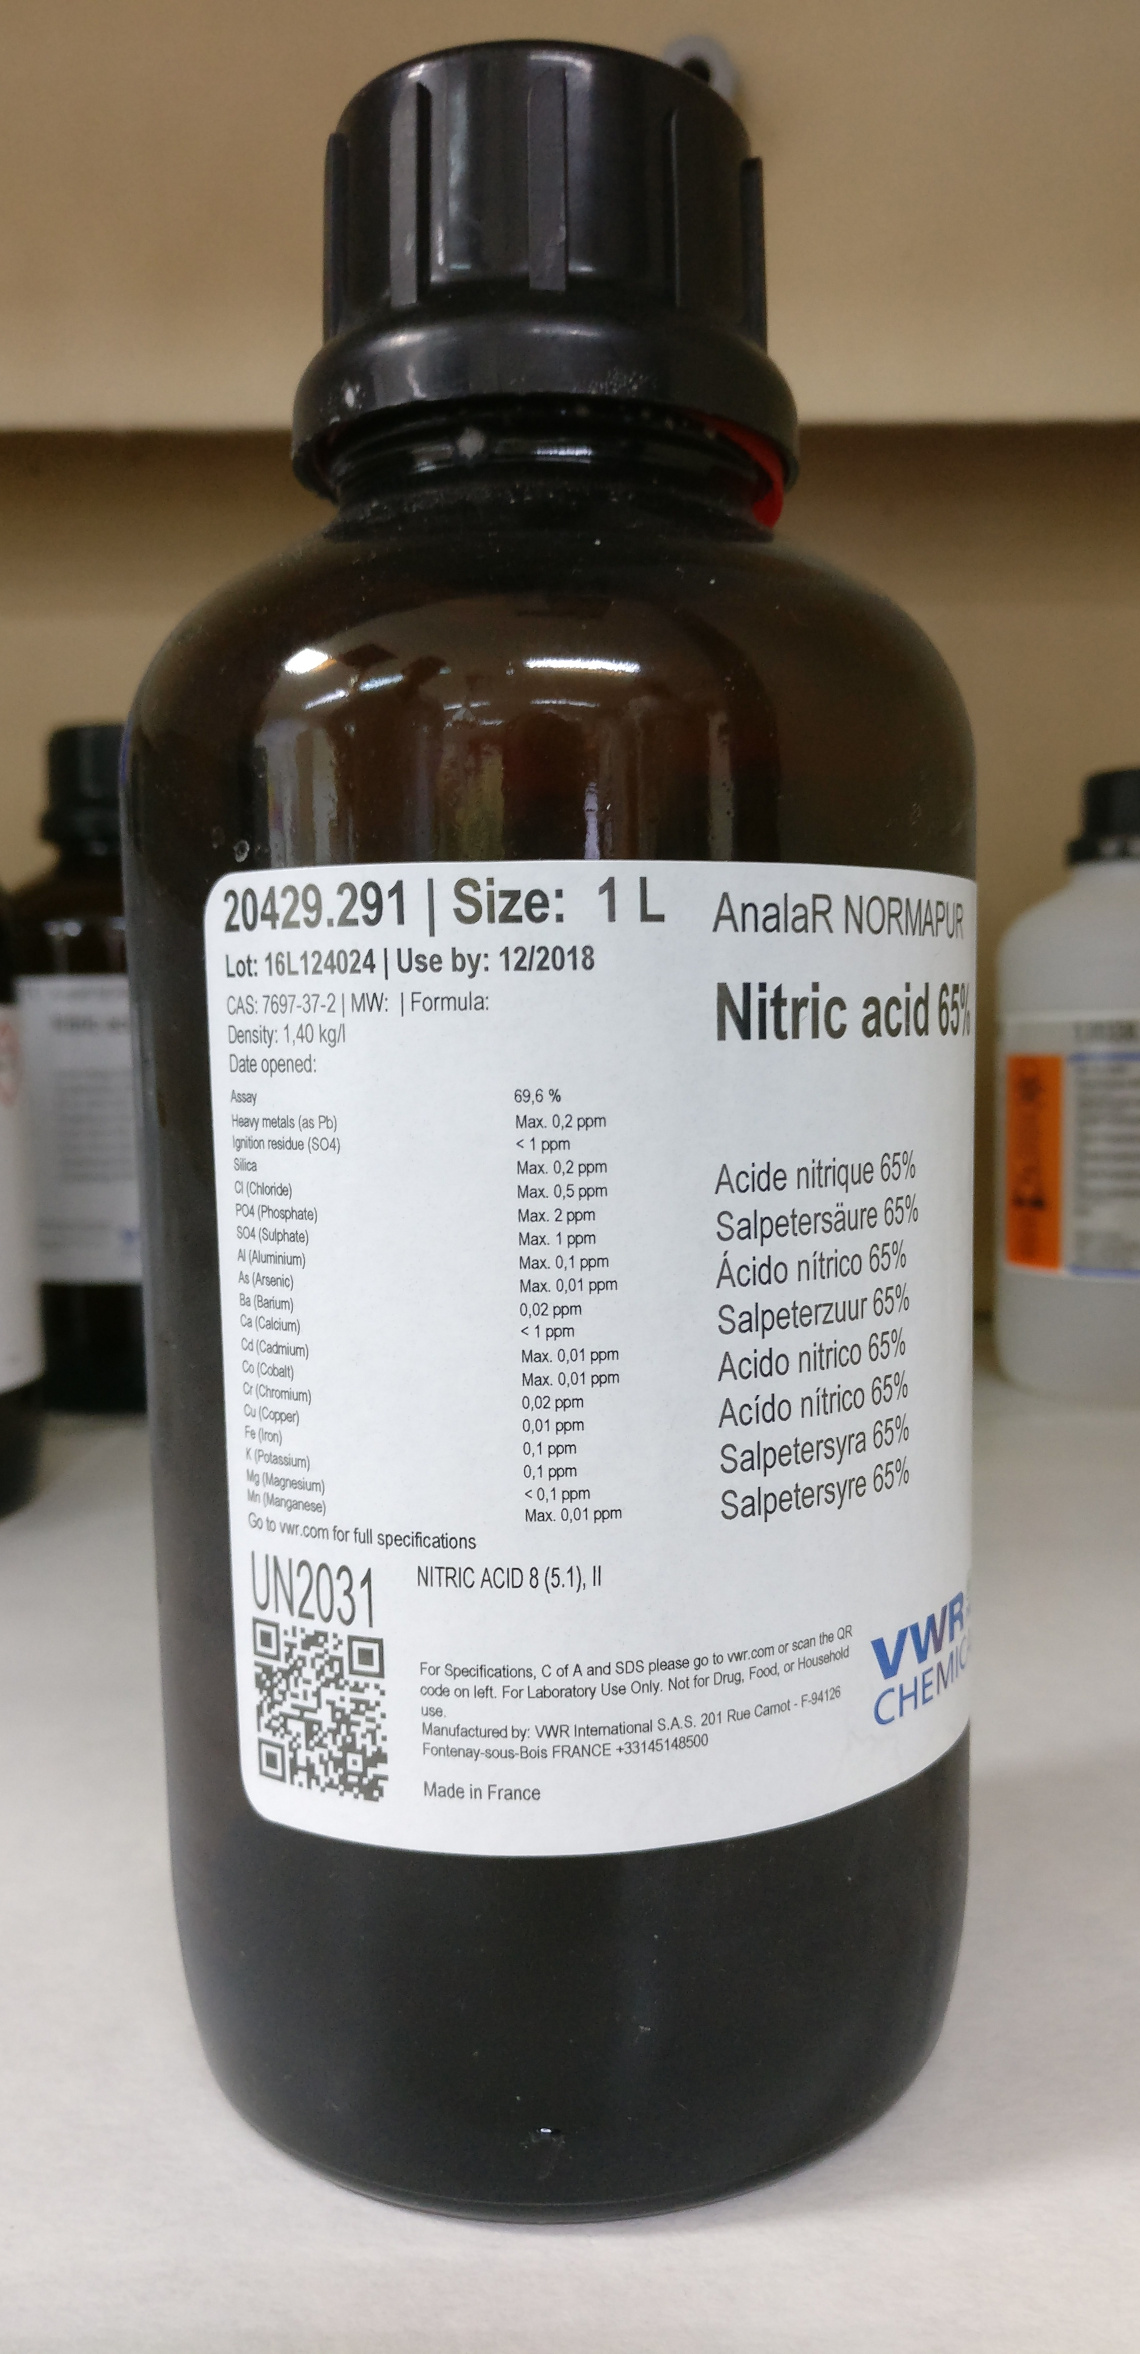 20429.291 | Size: 1 L
Lot: 16L124024 | Use by: 12/2018
CAS: 7697-37-2 | MW: | Formula:
Density: 1,40 kg/l
Date opened:
Assay 69,6 %
Heavy metals (as Pb) Max. 0,2 ppm
Ignition residue (SO4) < 1 ppm
Silica Max. 0,2 ppm
Cl (Chloride) Max. 0,5 ppm
PO4 (Phosphate) Max. 2 ppm
SO4 (Sulphate) Max. 1 ppm
Al (Aluminium) Max. 0,1 ppm
As (Arsenic) Max. 0,01 ppm
Ba (Barium) 0,02 ppm
Ca (Calcium) < 1 ppm
Cd (Cadmium) Max. 0,01 ppm
Co (Cobalt) Max. 0,01 ppm
Cr (Chromium) 0,02 ppm
Cu (Copper) 0,01 ppm
Fe (Iron) 0,1 ppm
K (Potassium) 0,1 ppm
Mg (Magnesium) < 0,1 ppm
Mn (Manganese) Max. 0,01 ppm
Go to vwr.com for full specifications
UN2031
NITRIC ACID 8 (5.1), II
For Specifications, C of A and SDS please go to vwr.com or scan the QR
code on left. For Laboratory Use Only. Not for Drug, Food, or Household
use.
Manufactured by: VWR International S.A.S. 201 Rue Carnot - F-94126
Fontenay-sous-Bois FRANCE +33145148500
Made in France
AnalaR NORMAPUR
Nitric acid 65%
Acide nitrique 65%
Salpetersäure 65%
Ácido nítrico 65%
Salpeterzuur 65%
Acido nitrico 65%
Acído nítrico 65%
Salpetersyra 65%
Salpetersyre 65%
VWR
CHEMIC